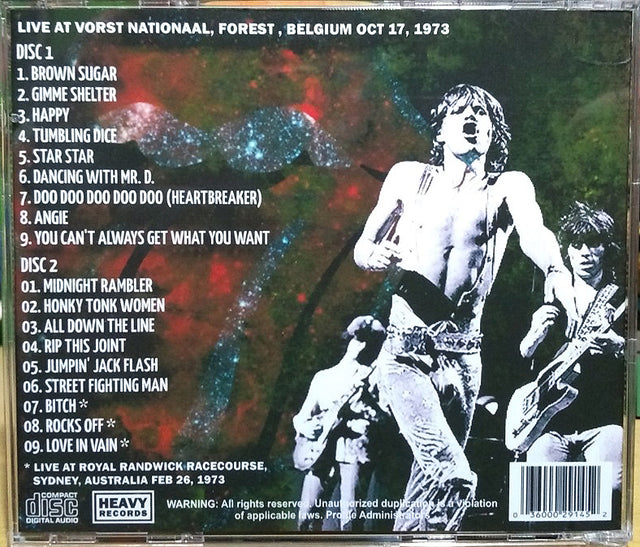 LIVE AT VORST NATIONAAL, FOREST , BELGIUM OCT 17, 1973
DISC 1
1. BROWN SUGAR
2. GIMME SHELTER
3. HAPPY
4. TUMBLING DICE
5. STAR STAR
6. DANCING WITH MR. D.
7. DOO DOO DOO DOO DOO (HEARTBREAKER)
8. ANGIE
9. YOU CAN'T ALWAYS GET WHAT YOU WANT
DISC 2
01. MIDNIGHT RAMBLER
02. HONKY TONK WOMEN
03. ALL DOWN THE LINE
04. RIP THIS JOINT
05. JUMPIN' JACK FLASH
06. STREET FIGHTING MAN
07. BITCH *
08. ROCKS OFF *
09. LOVE IN VAIN *
* LIVE AT ROYAL RANDWICK RACECOURSE,
SYDNEY, AUSTRALIA FEB 26, 1973
COMPACT
disc
DIGITAL AUDIO
HEAVY
RECORDS
WARNING: All rights reserved. Unauthorized duplication is a violation
of applicable laws. Administrator
0 36000 29145 2